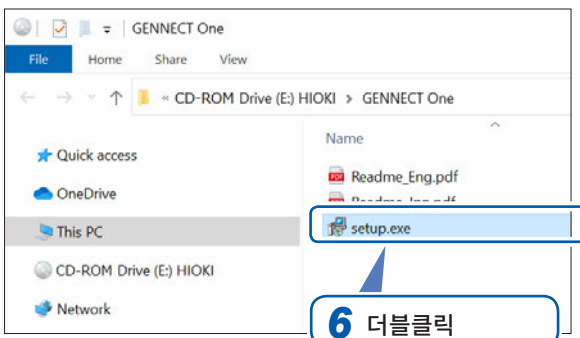 GENNECT One
File Home Share View
« CD-ROM Drive (E:) HIOKI > GENNECT One
Name
Quick access
Readme_Eng.pdf
OneDrive
This PC
setup.exe
CD-ROM Drive (E:) HIOKI
Network
6 더블클릭